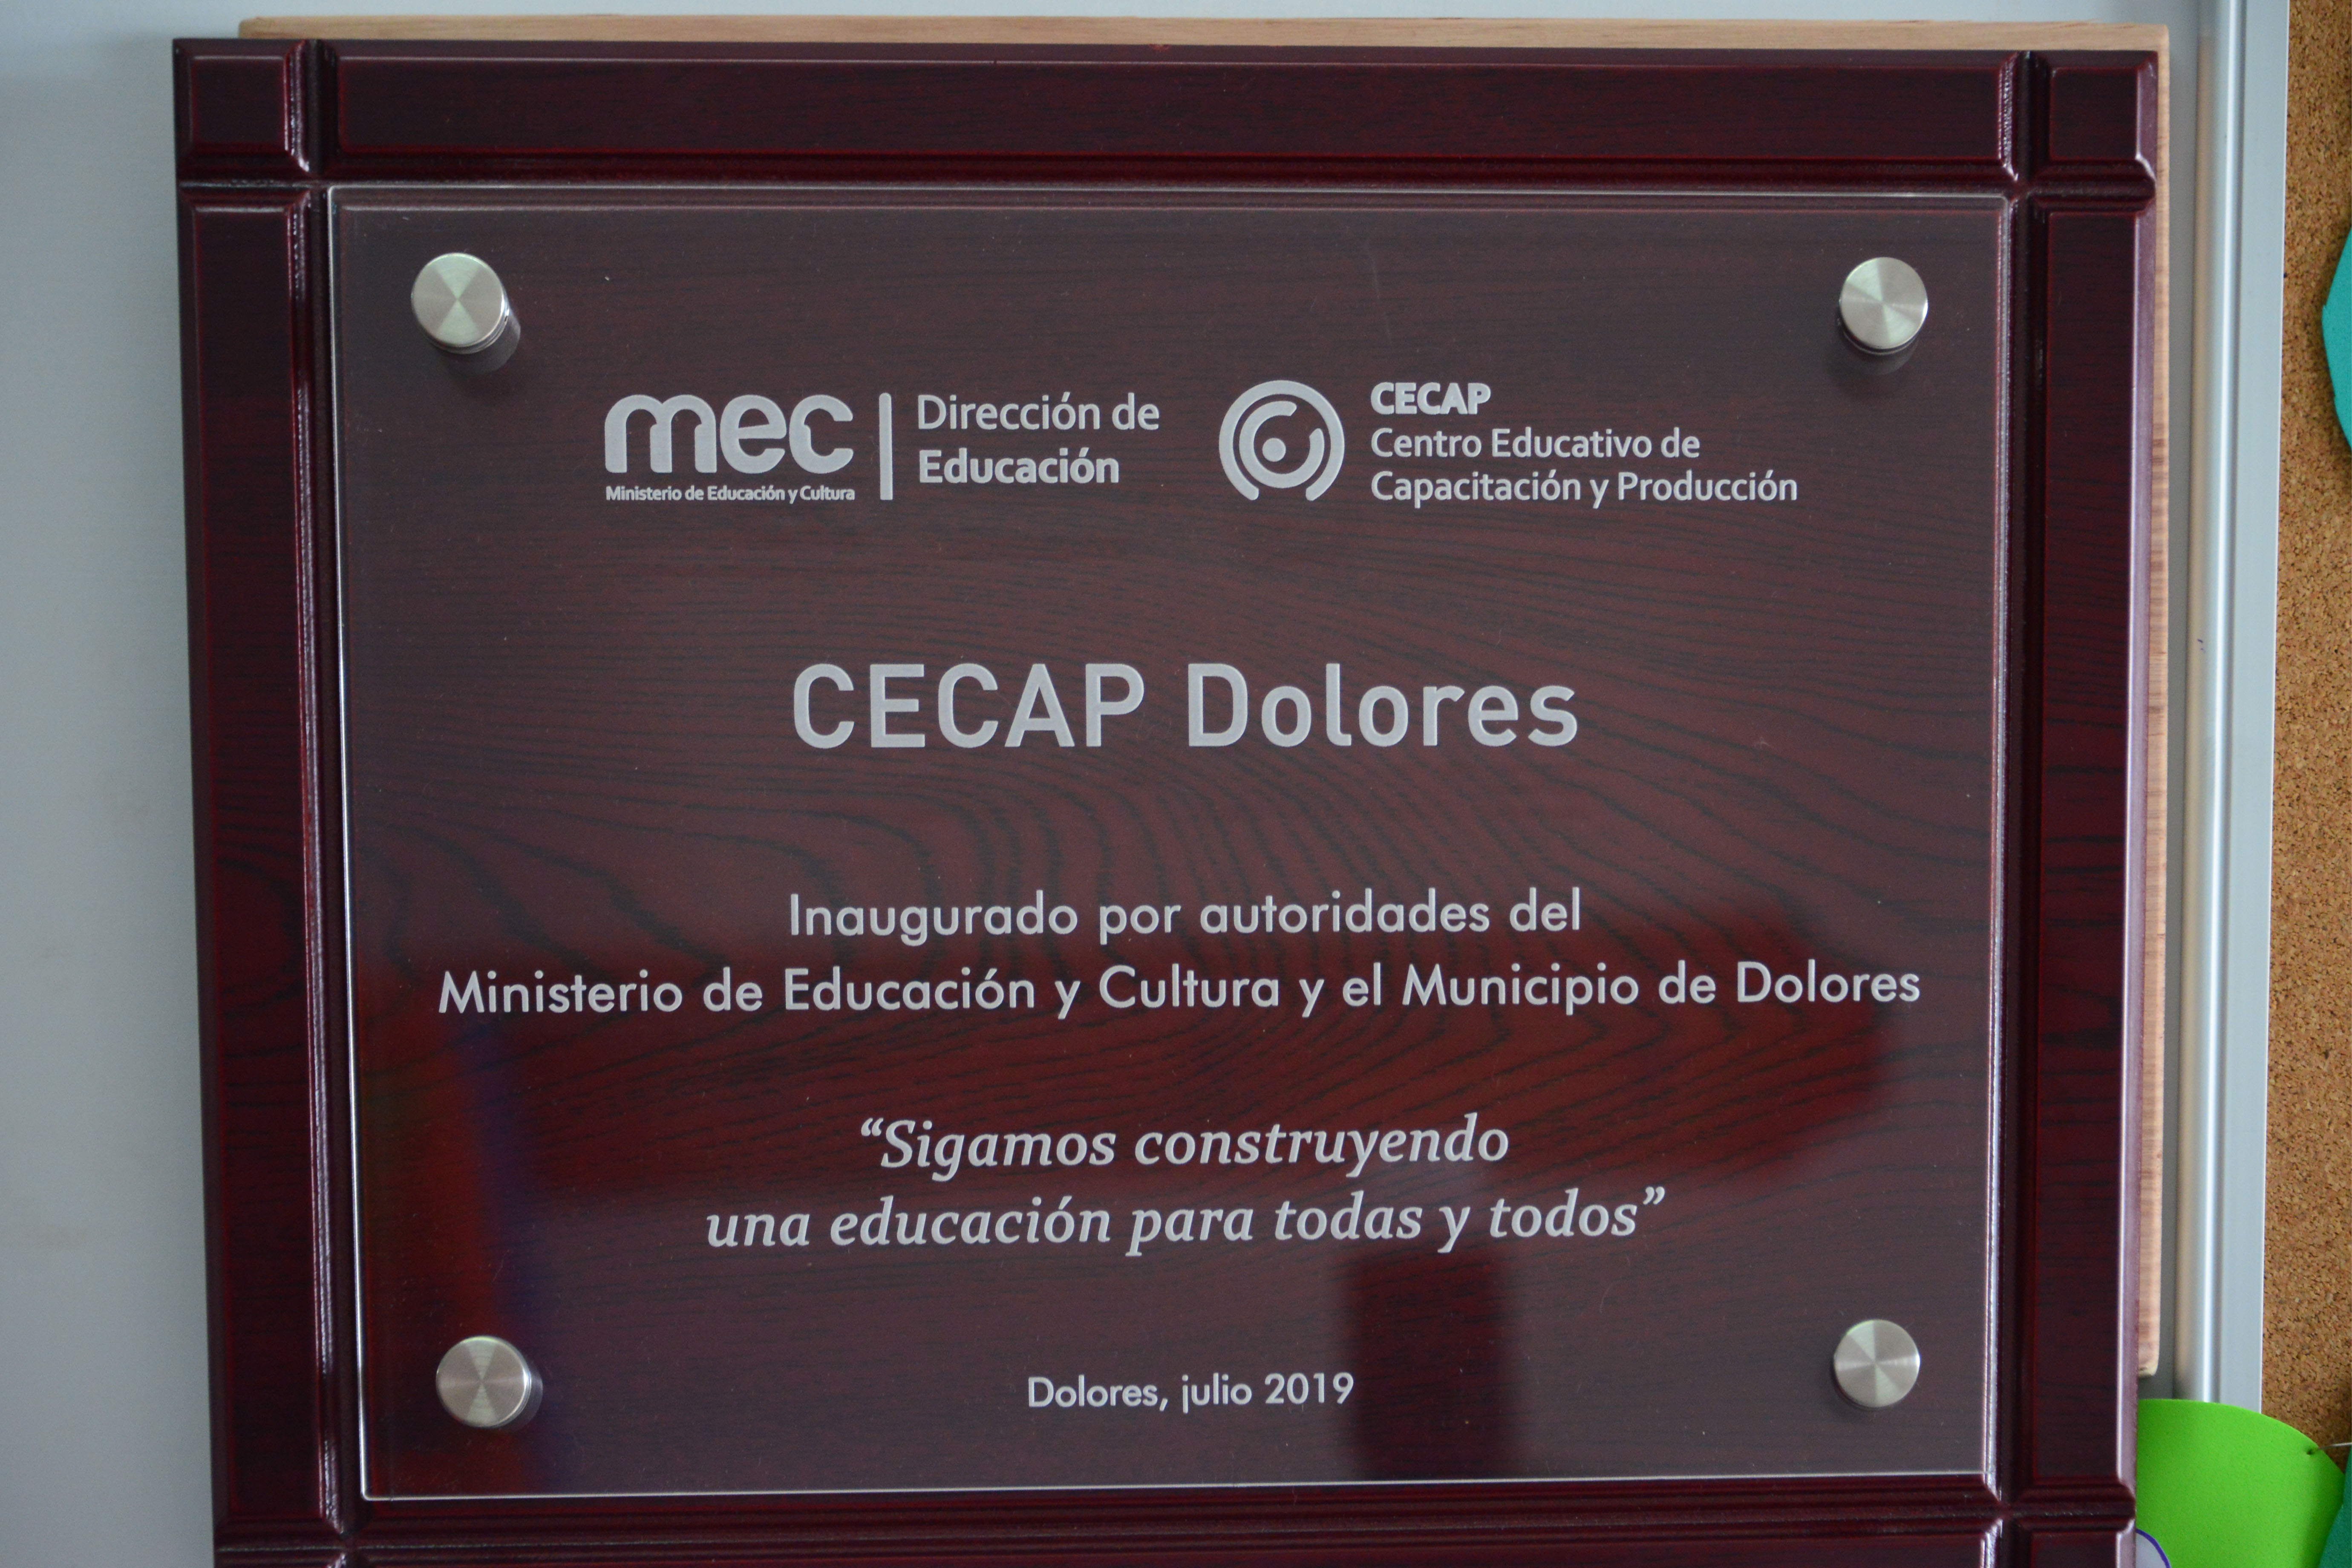 mec
Ministerio de Educación y Cultura
Dirección de
Educación
CECAP
Centro Educativo de
Capacitación y Producción
CECAP Dolores
Inaugurado por autoridades del
Ministerio de Educación y Cultura y el Municipio de Dolores
“Sigamos construyendo
una educación para todas y todos”
Dolores, julio 2019